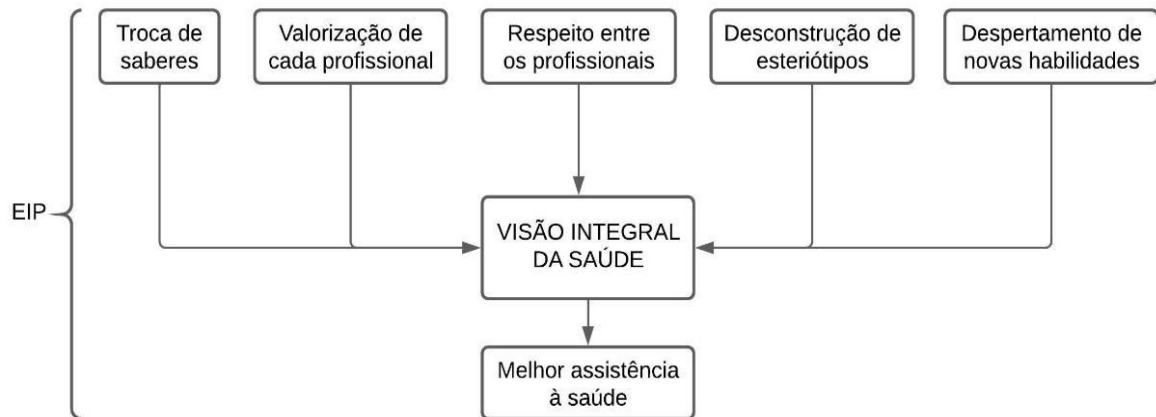 Troca de
saberes
Valorização de
cada profissional
Respeito entre
os profissionais
Desconstrução de
esteriótipos
Despertamento de
novas habilidades
EIP
VISÃO INTEGRAL
DA SAÚDE
Melhor assistência
à saúde